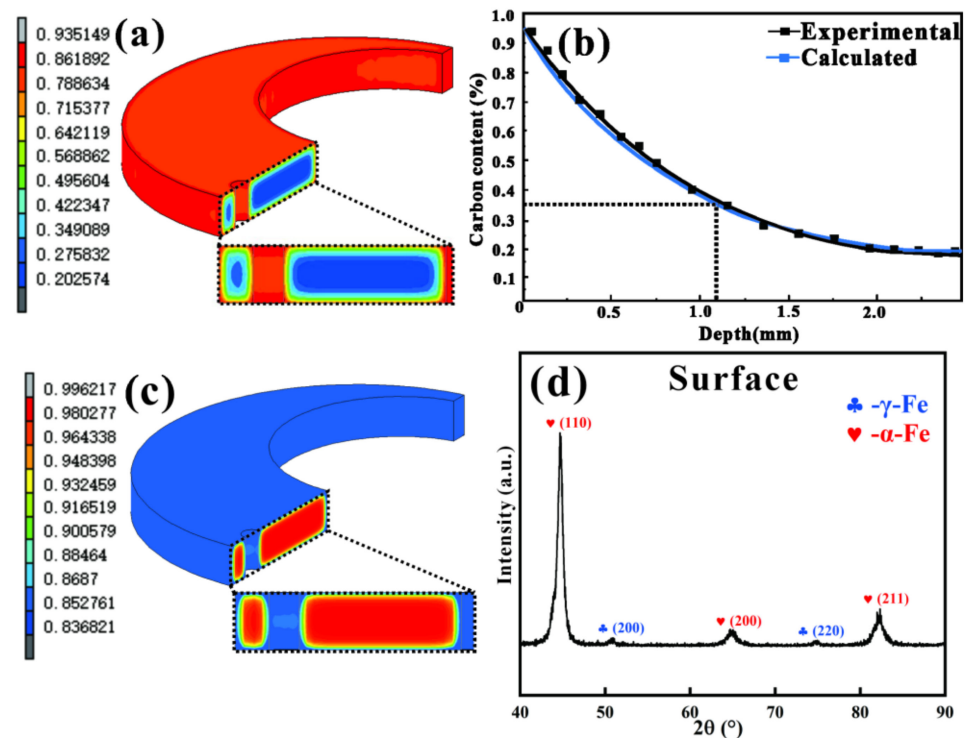 (a)
0. 935149
0. 861892
0. 788634
0. 715377
0. 642119
0. 568862
0. 495604
0. 422347
0. 349089
0. 275832
0. 202574
(b)
Experimental
Calculated
Carbon content (%)
0.9
0.8
0.7
0.6
0.5
0.4
0.3
0.2
0.1
0
0.5
1.0
1.5
2.0
Depth(mm)
(c)
0. 996217
0. 980277
0. 964338
0. 948398
0. 932459
0. 916519
0. 900579
0. 88464
0. 8687
0. 852761
0. 836821
(d)
Surface
♣ -γ-Fe
♥ -α-Fe
♥ (110)
♣ (200)
♥ (200)
♣ (220)
♥ (211)
Intensity (a.u.)
40 50 60 70 80 90
2θ (°)